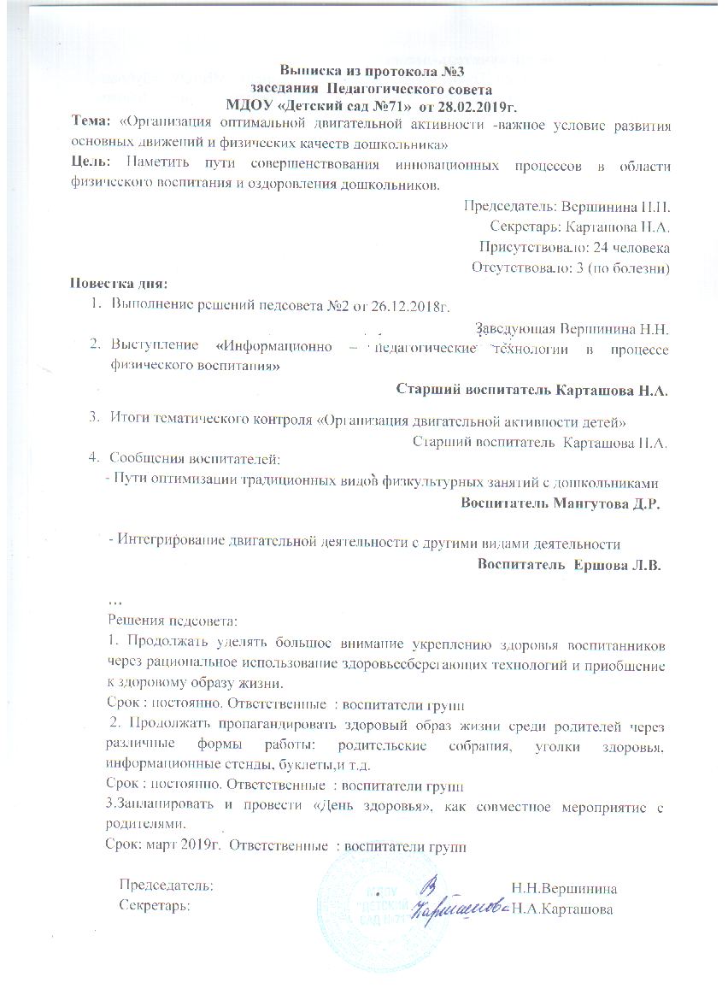 Выписка из протокола №3
заседания Педагогического совета
МДОУ «Детский сад №71» от 28.02.2019г.
Тема: «Организация оптимальной двигательной активности -важное условие развития
основных движений и физических качеств дошкольника»
Цель: Наметить пути совершенствования инновационных процессов в области
физического воспитания и оздоровления дошкольников.
Председатель: Вершинина Н.Н.
Секретарь: Карташова Н.А.
Присутствовало: 24 человека
Отсутствовало: 3 (по болезни)
Повестка дня:
1. Выполнение решений педсовета №2 от 26.12.2018г.
Заведующая Вершинина Н.Н.
2. Выступление «Информационно – педагогические технологии в процессе
физического воспитания»
Старший воспитатель Карташова Н.А.
3. Итоги тематического контроля «Организация двигательной активности детей»
Старший воспитатель Карташова Н.А.
4. Сообщения воспитателей:
- Пути оптимизации традиционных видов физкультурных занятий с дошкольниками
Воспитатель Мангутова Д.Р.
- Интегрирование двигательной деятельности с другими видами деятельности
Воспитатель Ершова Л.В.
...
Решения педсовета:
1. Продолжать уделять большое внимание укреплению здоровья воспитанников
через рациональное использование здоровьесберегающих технологий и приобщение
к здоровому образу жизни.
Срок : постоянно. Ответственные : воспитатели групп
2. Продолжать пропагандировать здоровый образ жизни среди родителей через
различные формы работы: родительские собрания, уголки здоровья,
информационные стенды, буклеты,и т.д.
Срок : постоянно. Ответственные : воспитатели групп
3.Запланировать и провести «День здоровья», как совместное мероприятие с
родителями.
Срок: март 2019г. Ответственные : воспитатели групп
Председатель: В Н.Н.Вершинина
Секретарь: Карташова Н.А.Карташова
МДОУ
"ДЕТСКИЙ
САД N 71"